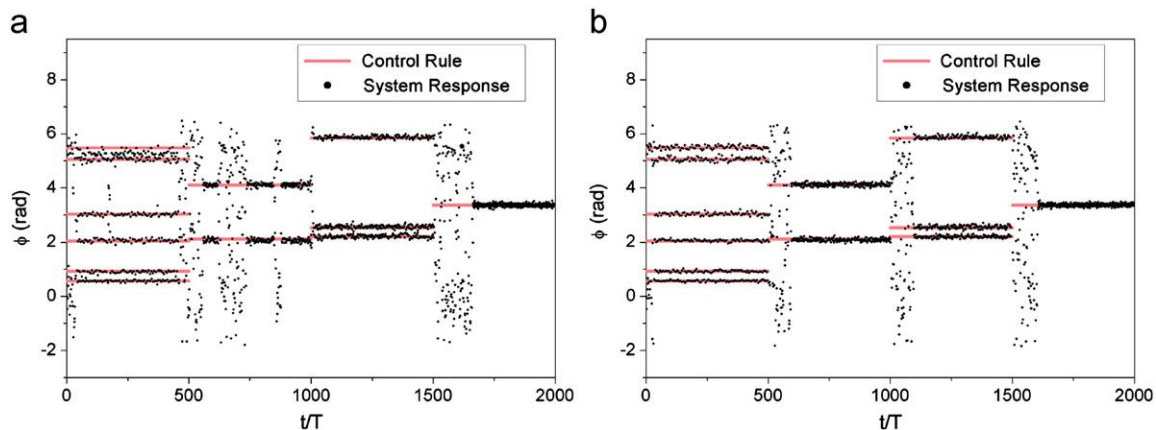 a
Control Rule
System Response
8
6
4
2
0
-2
ϕ (rad)
0 500 1000 1500 2000
t/T
b
Control Rule
System Response
8
6
4
2
0
-2
ϕ (rad)
0 500 1000 1500 2000
t/T